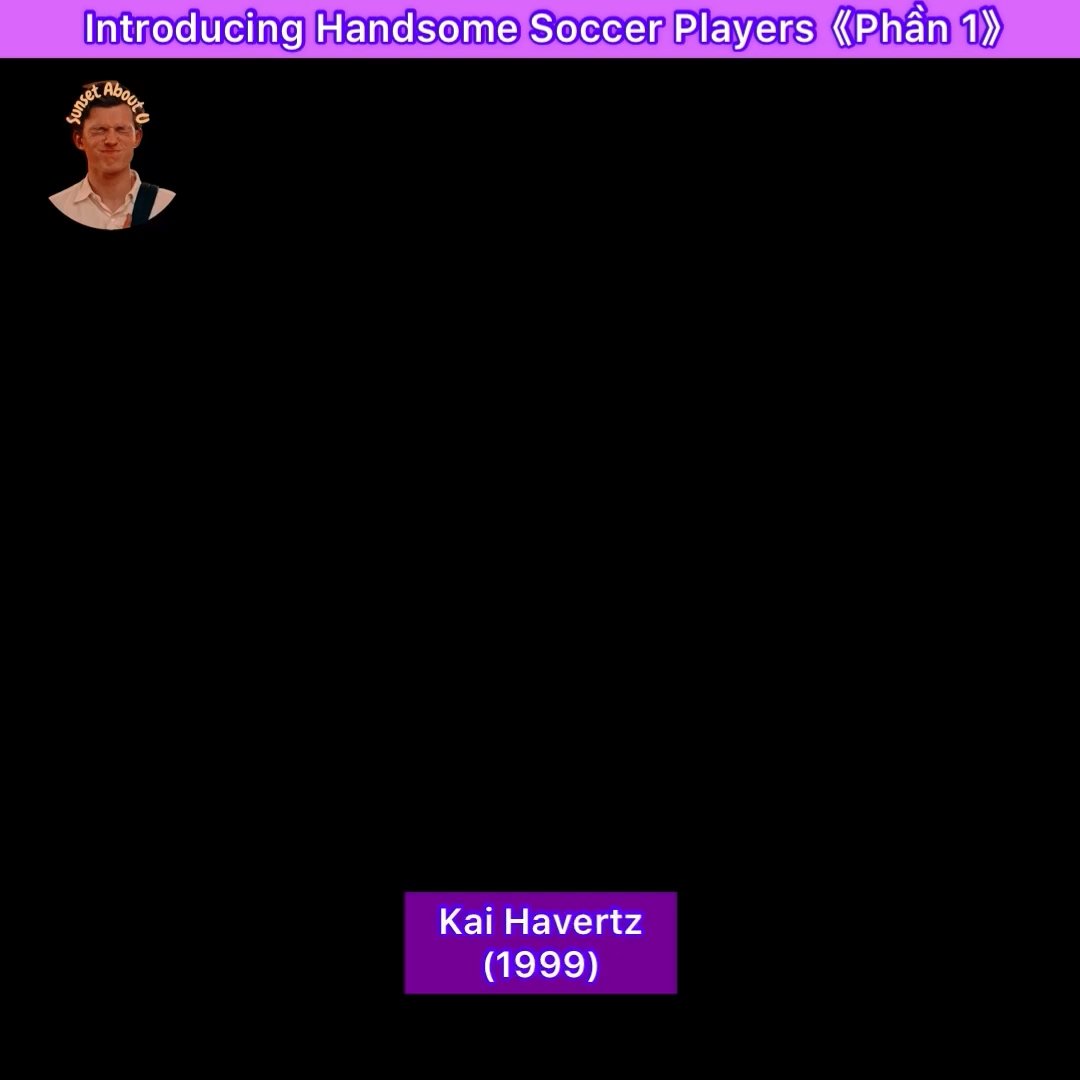 Introducing Handsome Soccer Players《Phần 1》
Sunset About U
Kai Havertz
(1999)